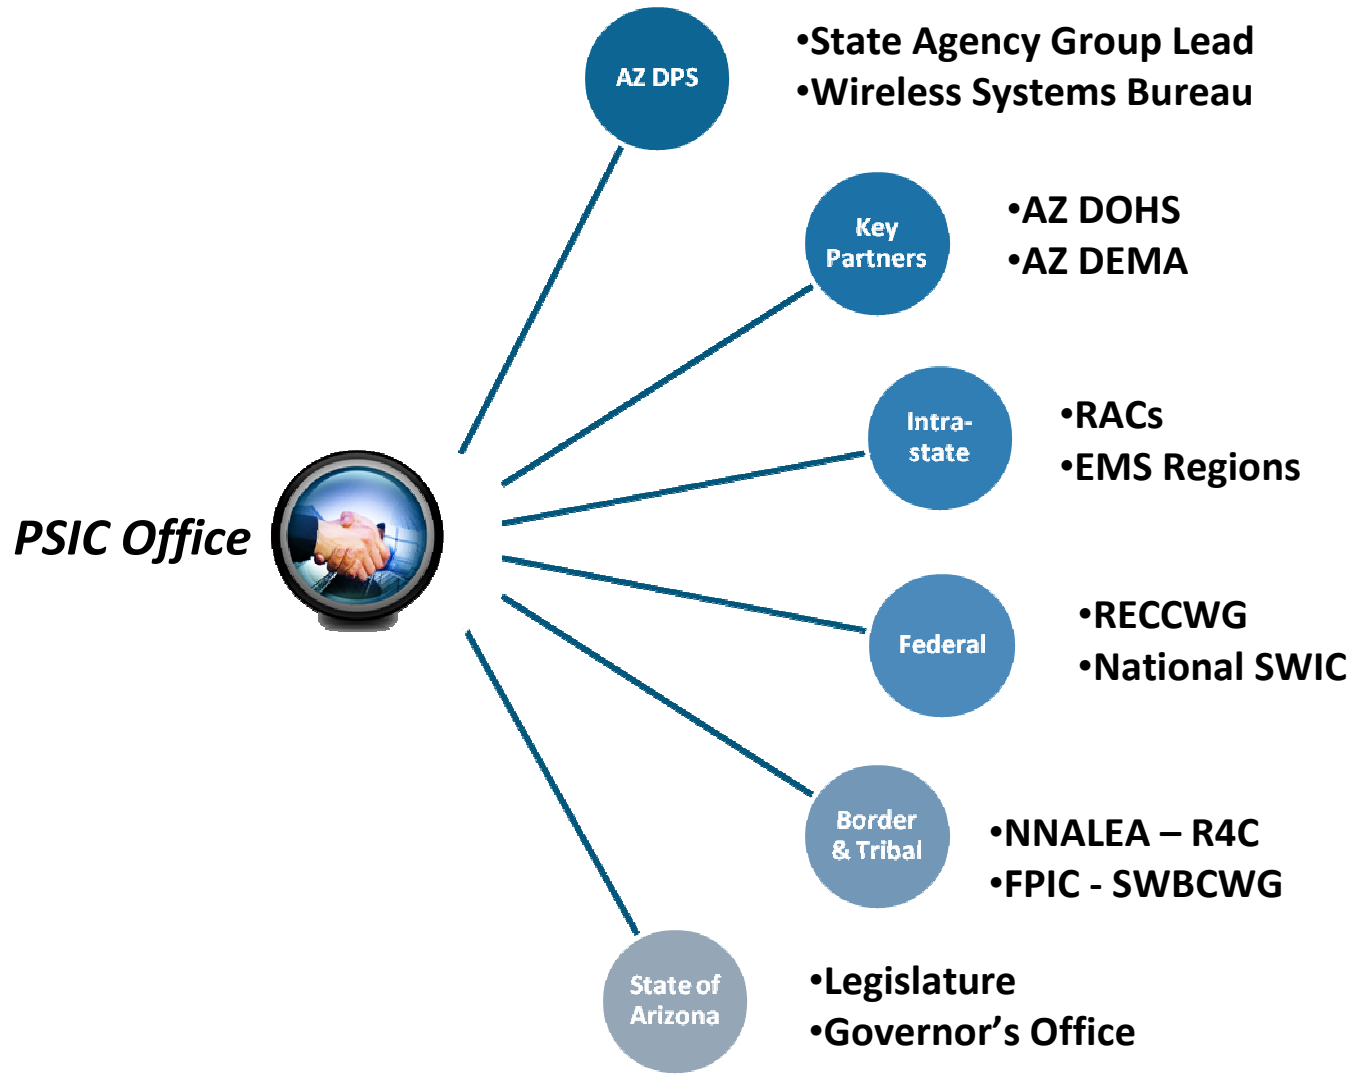 AZ DPS
•State Agency Group Lead
•Wireless Systems Bureau
Key
Partners
•AZ DOHS
•AZ DEMA
Intra-
state
•RACs
•EMS Regions
PSIC Office
Federal
•RECCWG
•National SWIC
Border
& Tribal
•NNALEA – R4C
•FPIC - SWBCWG
State of
Arizona
•Legislature
•Governor’s Office